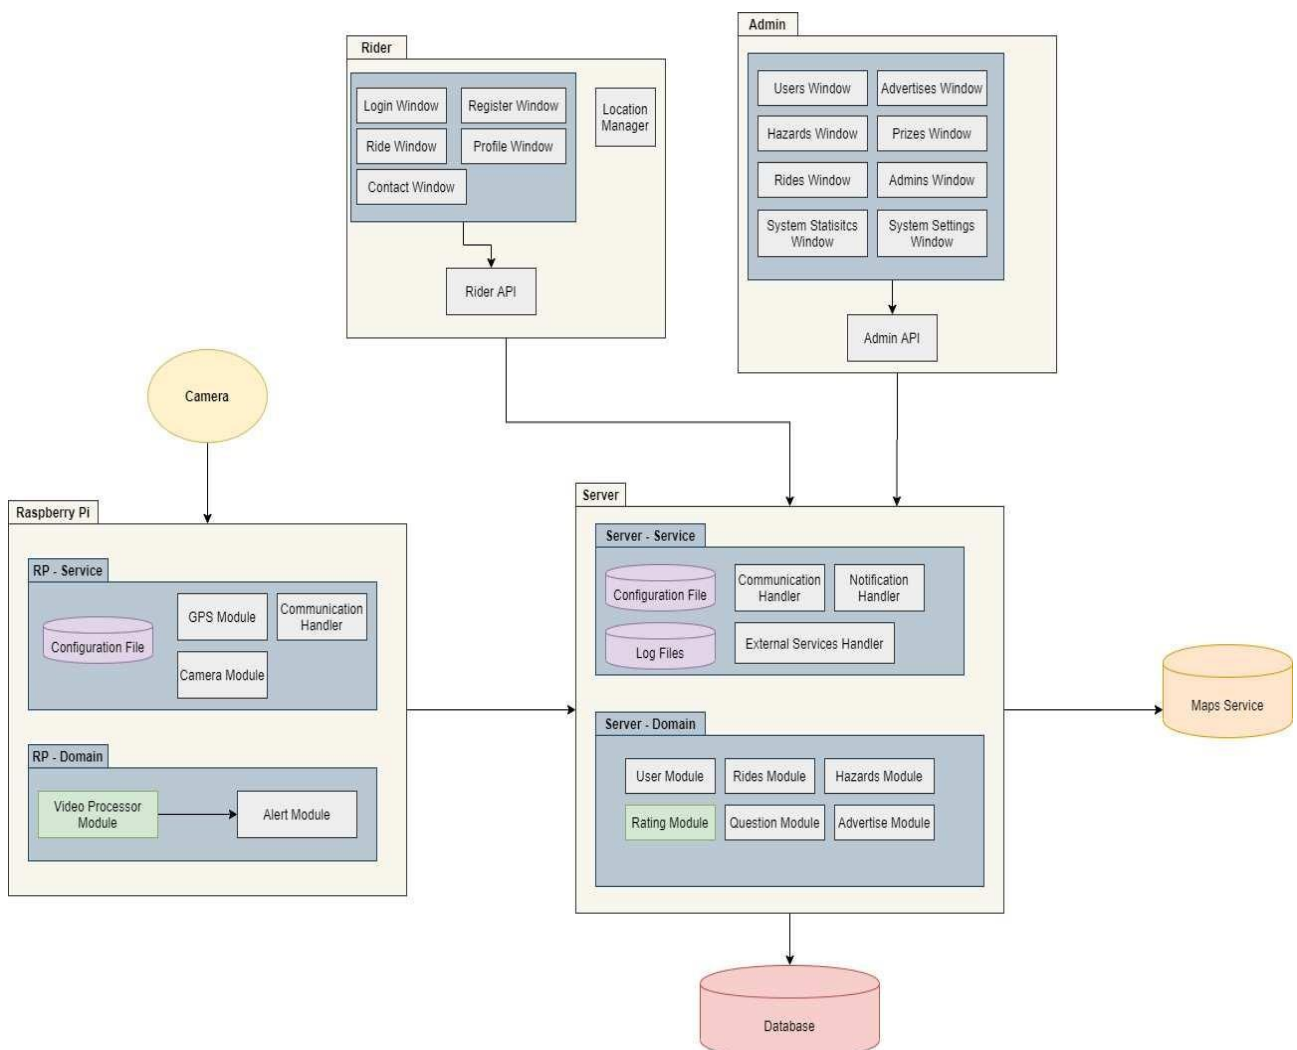 Admin
Users Window
Advertises Window
Hazards Window
Prizes Window
Rides Window
Admins Window
System Statisitcs
Window
System Settings
Window
Admin API
Rider
Login Window
Register Window
Ride Window
Profile Window
Contact Window
Location
Manager
Rider API
Camera
Raspberry Pi
RP - Service
Configuration File
GPS Module
Communication
Handler
Camera Module
RP - Domain
Video Processor
Module
Alert Module
Server
Server - Service
Configuration File
Communication
Handler
Notification
Handler
Log Files
External Services Handler
Server - Domain
User Module
Rides Module
Hazards Module
Rating Module
Question Module
Advertise Module
Maps Service
Database